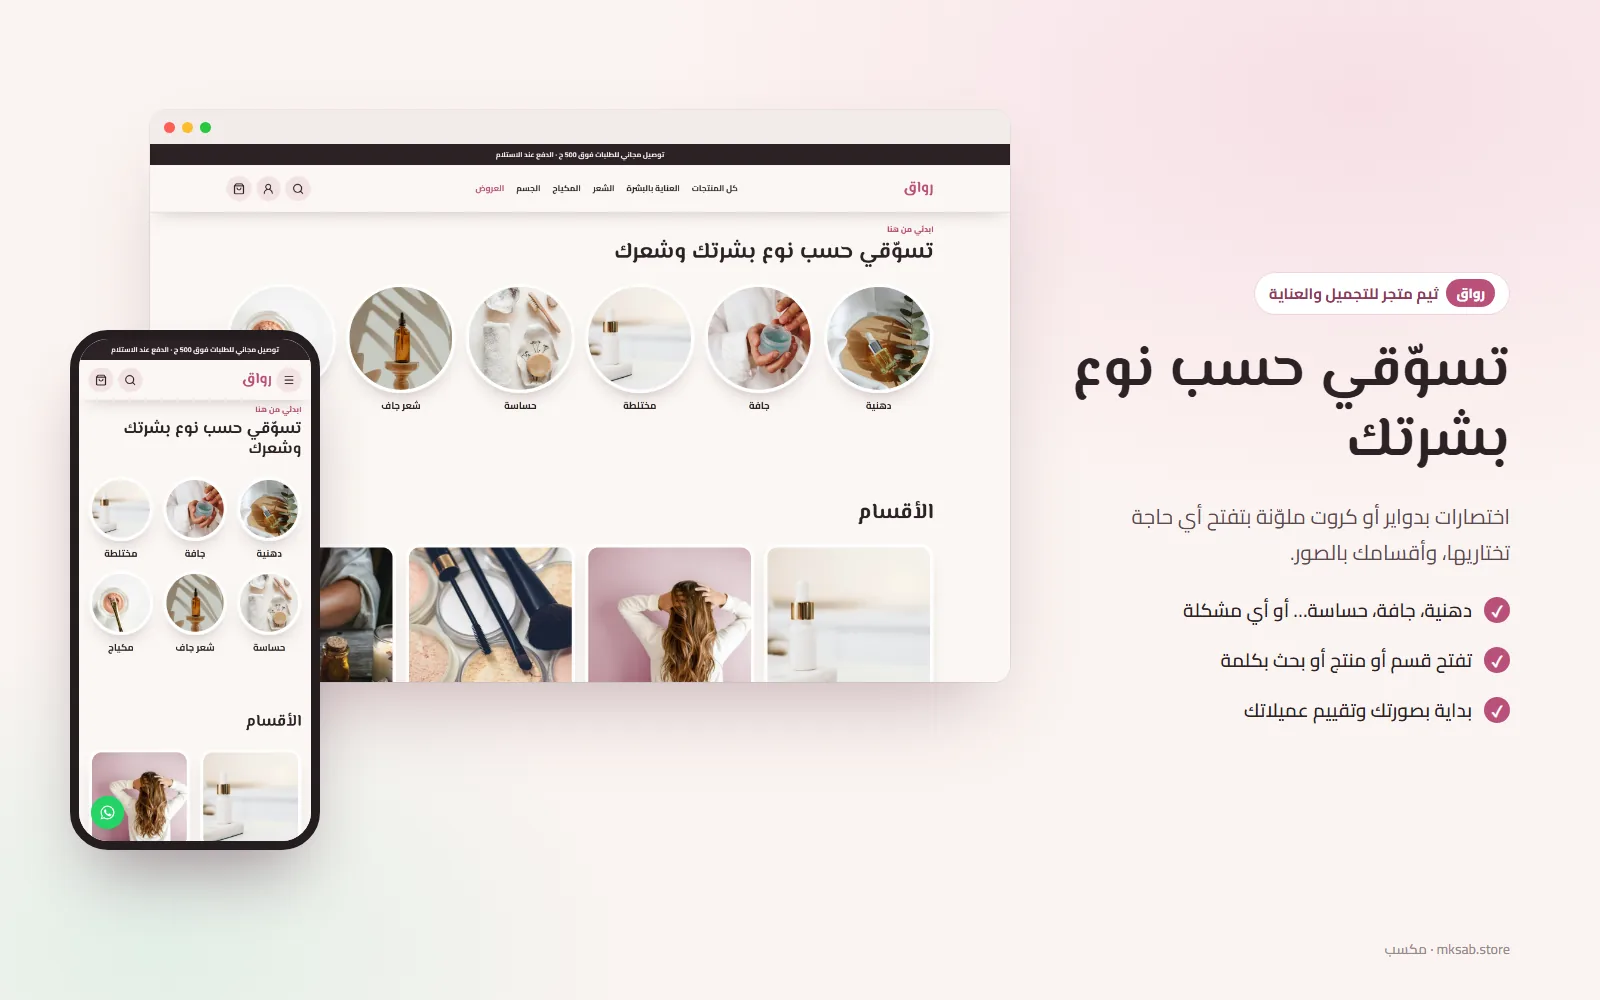 توصيل مجاني للطلبات فوق 500 ج · الدفع عند الاستلام
رواق
كل المنتجات العناية بالبشرة الشعر المكياج الجسم العروض
ابدئي من هنا
تسوّقي حسب نوع بشرتك وشعرك
دهنية جافة مختلطة حساسة شعر جاف
الأقسام
توصيل مجاني للطلبات فوق 500 ج · الدفع عند الاستلام
رواق
ابدئي من هنا
تسوّقي حسب نوع بشرتك
وشعرك
دهنية جافة مختلطة
حساسة شعر جاف مكياج
الأقسام
رواق ثيم متجر للتجميل والعناية
تسوّقي حسب نوع
بشرتك
اختصارات بدواير أو كروت ملوّنة بتفتح أي حاجة
تختاريها، وأقسامك بالصور.
دهنية، جافة، حساسة… أو أي مشكلة
تفتح قسم أو منتج أو بحث بكلمة
بداية بصورتك وتقييم عميلاتك
mksab.store · مكسب